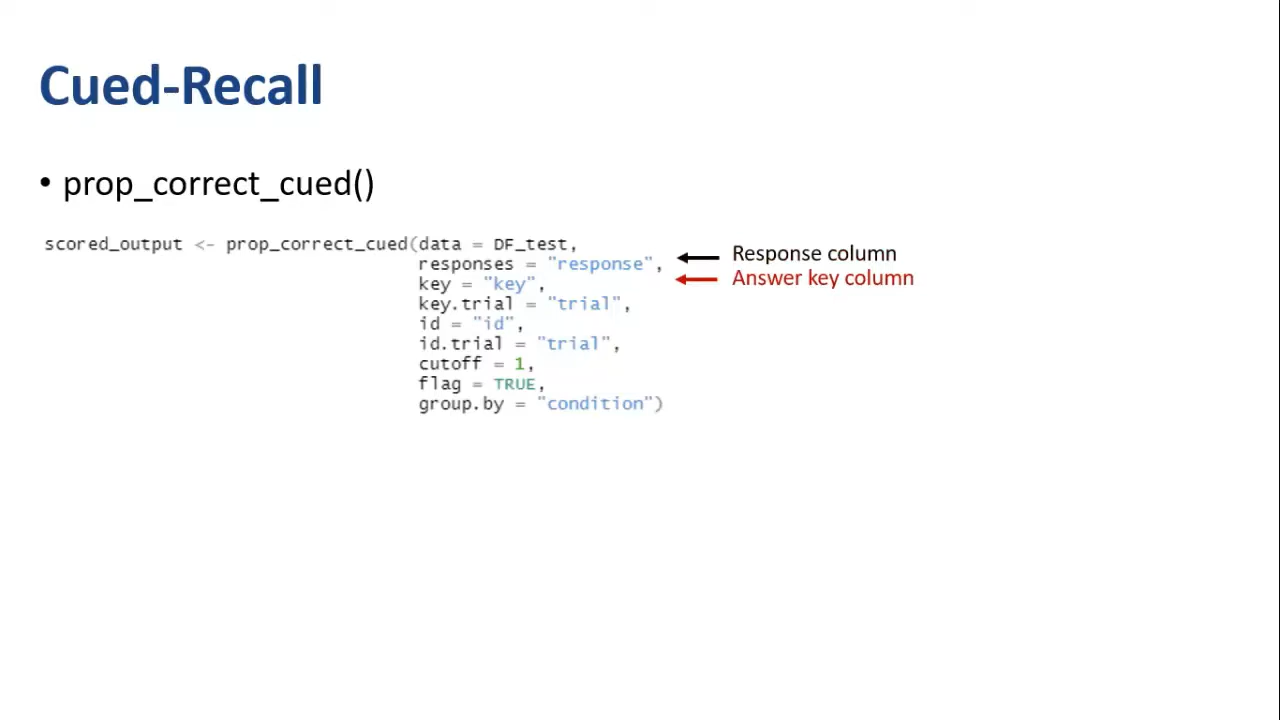 Cued-Recall
• prop_correct_cued()
scored_output <- prop_correct_cued(data = DF_test,
responses = "response",
key = "key",
key.trial = "trial",
id = "id",
id.trial = "trial",
cutoff = 1,
flag = TRUE,
group.by = "condition")
Response column
Answer key column